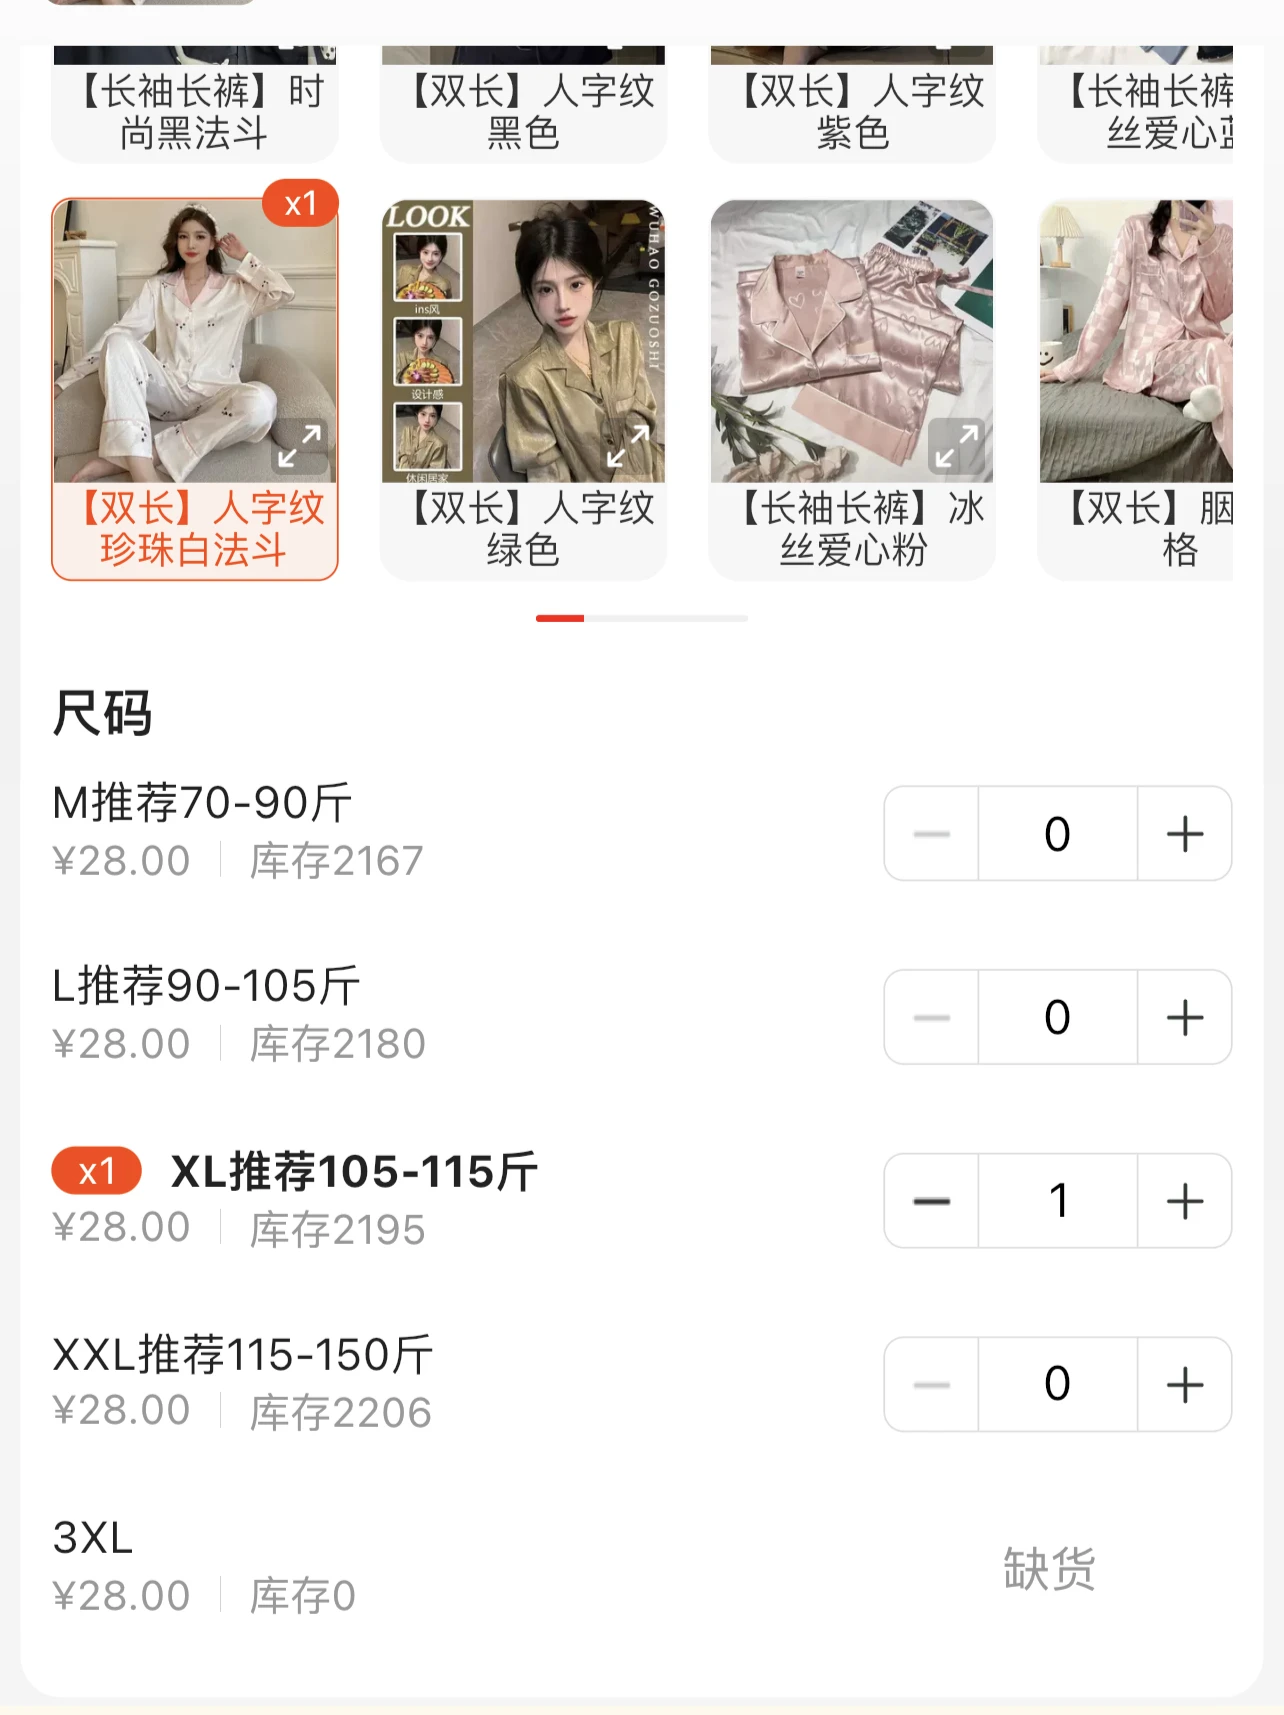 【长袖长裤】时
尚黑法斗
【双长】人字纹
黑色
【双长】人字纹
紫色
【长袖长裤
丝爱心蓝
x1
【双长】人字纹
珍珠白法斗
LOOK
ins风
设计感
休闲居家
WUHAO GOZUOSHI
【双长】人字纹
绿色
【长袖长裤】冰
丝爱心粉
【双长】胭
格
尺码
M推荐70-90斤
¥28.00
库存2167
0
L推荐90-105斤
¥28.00
库存2180
0
x1
XL推荐105-115斤
¥28.00
库存2195
1
XXL推荐115-150斤
¥28.00
库存2206
0
3XL
¥28.00
库存0
缺货